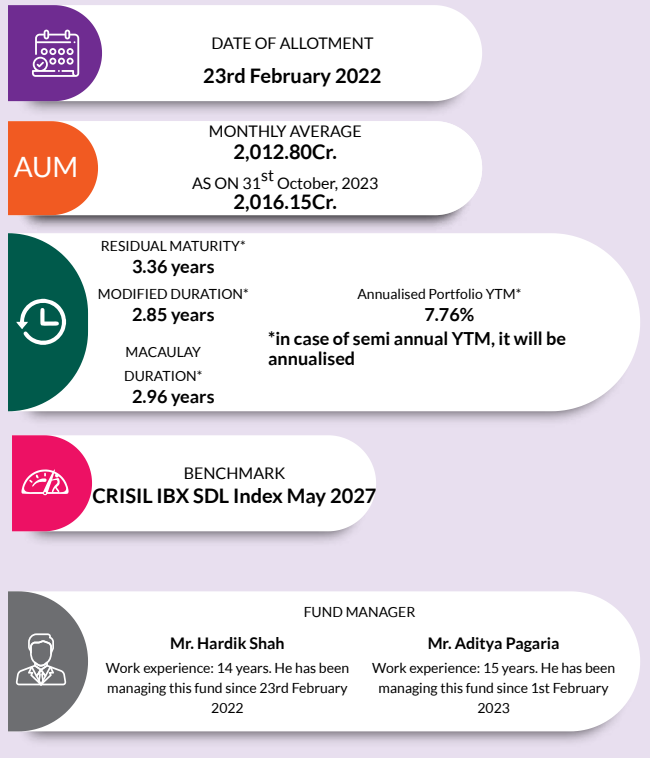 DATE OF ALLOTMENT
23rd February 2022
AUM
MONTHLY AVERAGE
2,012.80Cr.
AS ON 31st October, 2023
2,016.15Cr.
RESIDUAL MATURITY*
3.36 years
MODIFIED DURATION*
2.85 years
MACAULAY
DURATION*
2.96 years
Annualised Portfolio YTM*
7.76%
*in case of semi annual YTM, it will be
annualised
BENCHMARK
CRISIL IBX SDL Index May 2027
FUND MANAGER
Mr. Hardik Shah
Work experience: 14 years. He has been
managing this fund since 23rd February
2022
Mr. Aditya Pagaria
Work experience: 15 years. He has been
managing this fund since 1st February
2023